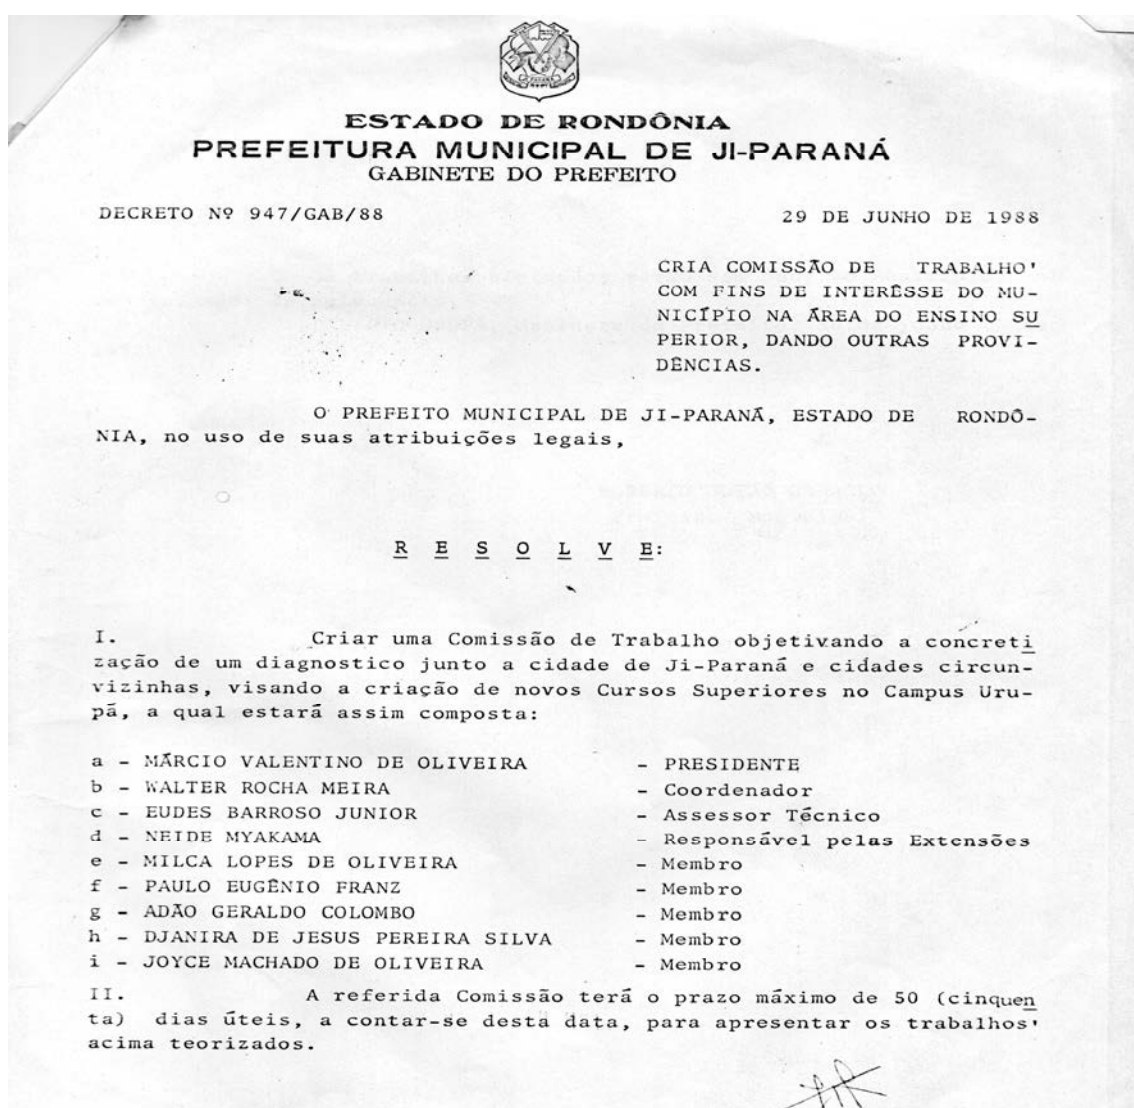 ESTADO DE RONDÔNIA
PREFEITURA MUNICIPAL DE JI-PARANÁ
GABINETE DO PREFEITO
DECRETO Nº 947/GAB/88
29 DE JUNHO DE 1988
CRIA COMISSÃO DE TRABALHO'
COM FINS DE INTERÊSSE DO MU-
NICÍPIO NA ÁREA DO ENSINO SU
PERIOR, DANDO OUTRAS PROVI-
DÊNCIAS.
O PREFEITO MUNICIPAL DE JI-PARANÁ, ESTADO DE RONDÔ-
NIA, no uso de suas atribuições legais,
R E S O L V E:
I. Criar uma Comissão de Trabalho objetivando a concreti
zação de um diagnostico junto a cidade de Ji-Paraná e cidades circun-
vizinhas, visando a criação de novos Cursos Superiores no Campus Uru-
pá, a qual estará assim composta:
a - MÁRCIO VALENTINO DE OLIVEIRA - PRESIDENTE
b - WALTER ROCHA MEIRA - Coordenador
c - EUDES BARROSO JUNIOR - Assessor Técnico
d - NEIDE MYAKAMA - Responsável pelas Extensões
e - MILCA LOPES DE OLIVEIRA - Membro
f - PAULO EUGÊNIO FRANZ - Membro
g - ADÃO GERALDO COLOMBO - Membro
h - DJANIRA DE JESUS PEREIRA SILVA - Membro
i - JOYCE MACHADO DE OLIVEIRA - Membro
II. A referida Comissão terá o prazo máximo de 50 (cinquen
ta) dias úteis, a contar-se desta data, para apresentar os trabalhos'
acima teorizados.